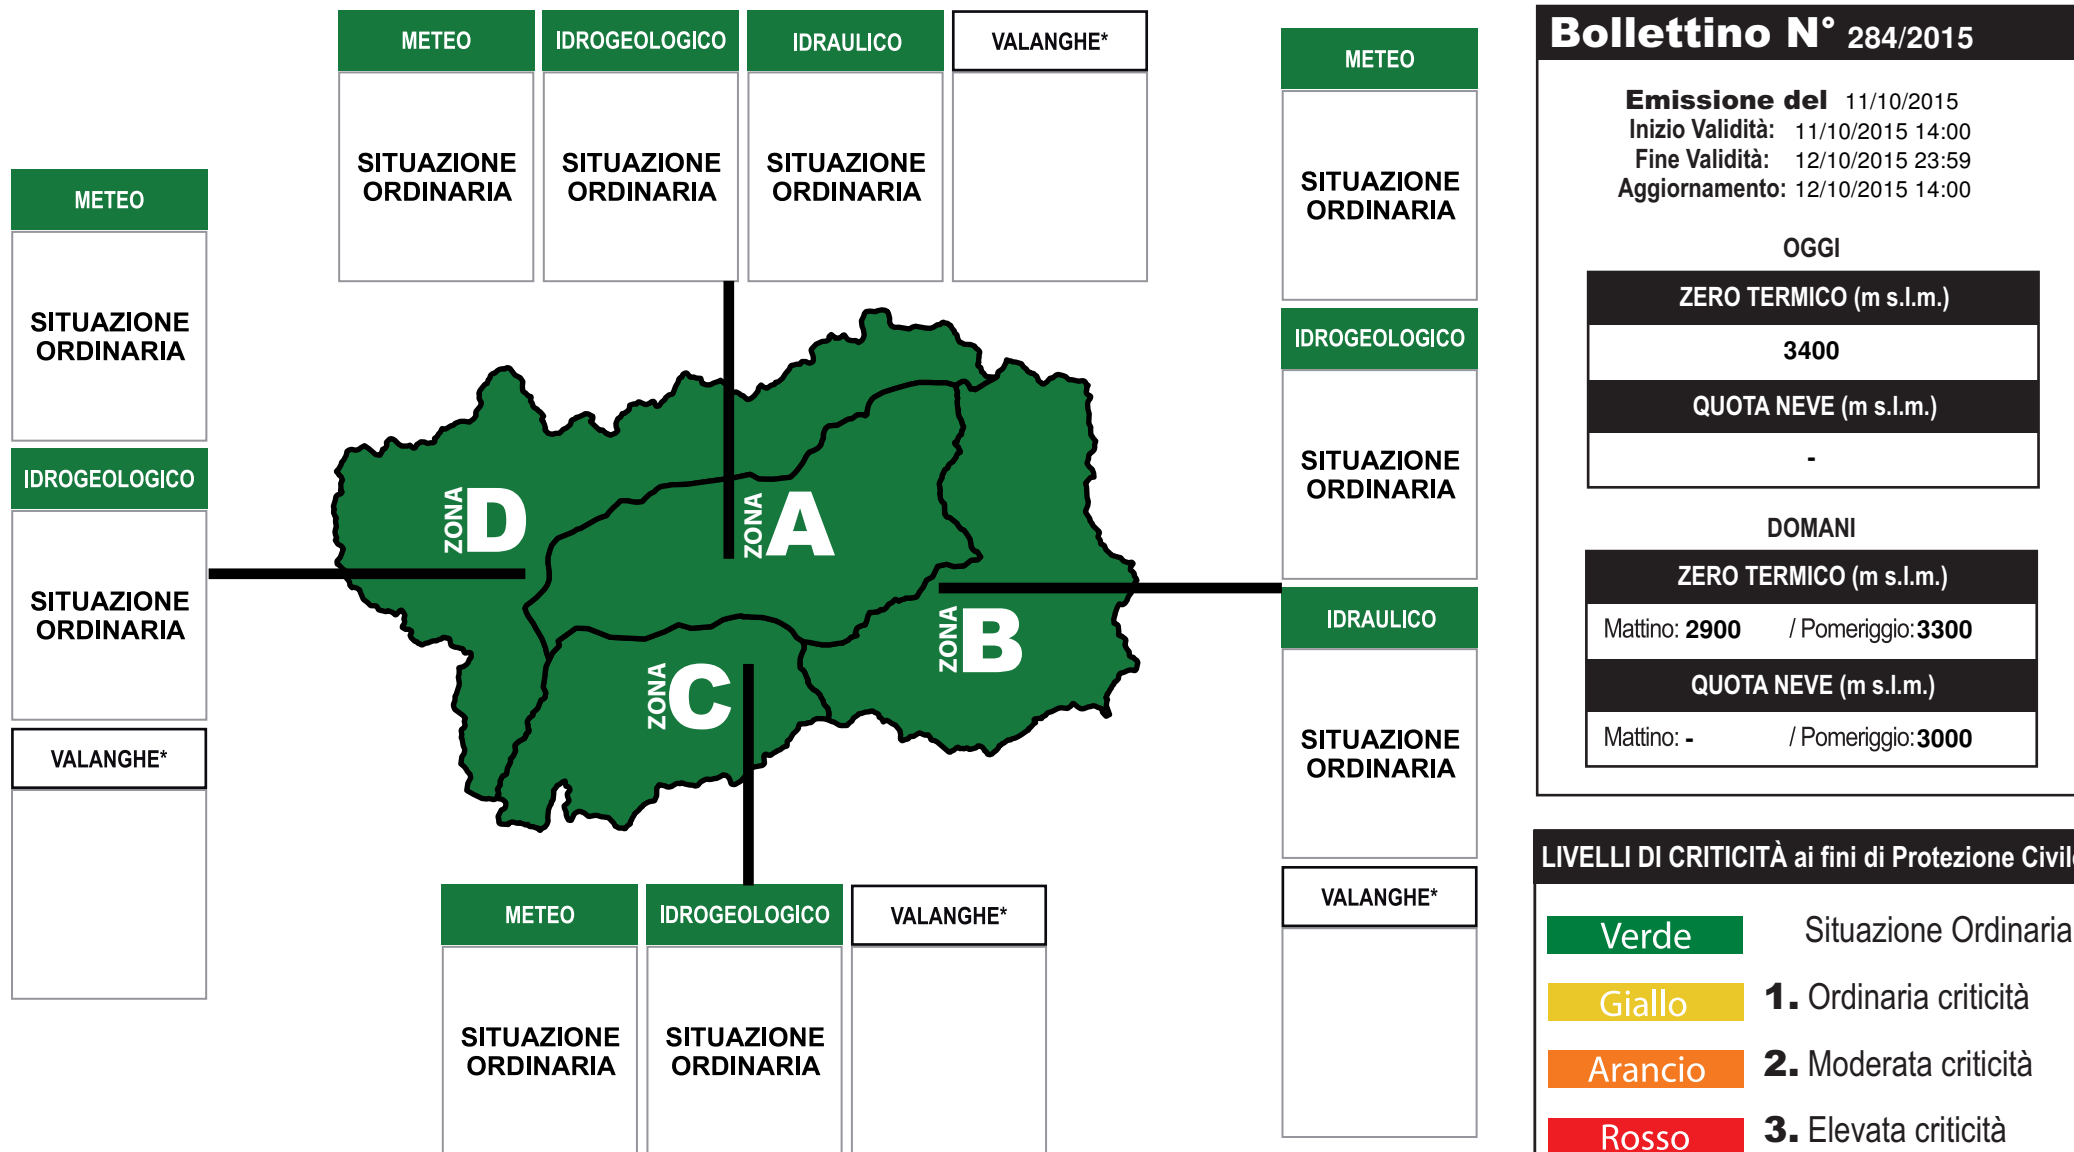 METEO
IDROGEOLOGICO
IDRAULICO
VALANGHE*
SITUAZIONE
ORDINARIA
SITUAZIONE
ORDINARIA
SITUAZIONE
ORDINARIA
METEO
SITUAZIONE
ORDINARIA
IDROGEOLOGICO
SITUAZIONE
ORDINARIA
VALANGHE*
ZONA D
ZONA A
ZONA B
ZONA C
METEO
SITUAZIONE
ORDINARIA
IDROGEOLOGICO
SITUAZIONE
ORDINARIA
IDRAULICO
SITUAZIONE
ORDINARIA
VALANGHE*
METEO
IDROGEOLOGICO
VALANGHE*
SITUAZIONE
ORDINARIA
SITUAZIONE
ORDINARIA
Bollettino N° 284/2015
Emissione del 11/10/2015
Inizio Validità: 11/10/2015 14:00
Fine Validità: 12/10/2015 23:59
Aggiornamento: 12/10/2015 14:00
OGGI
ZERO TERMICO (m s.l.m.)
3400
QUOTA NEVE (m s.l.m.)
-
DOMANI
ZERO TERMICO (m s.l.m.)
Mattino: 2900 / Pomeriggio: 3300
QUOTA NEVE (m s.l.m.)
Mattino: - / Pomeriggio: 3000
LIVELLI DI CRITICITÀ ai fini di Protezione Civile
Verde Situazione Ordinaria
Giallo 1. Ordinaria criticità
Arancio 2. Moderata criticità
Rosso 3. Elevata criticità